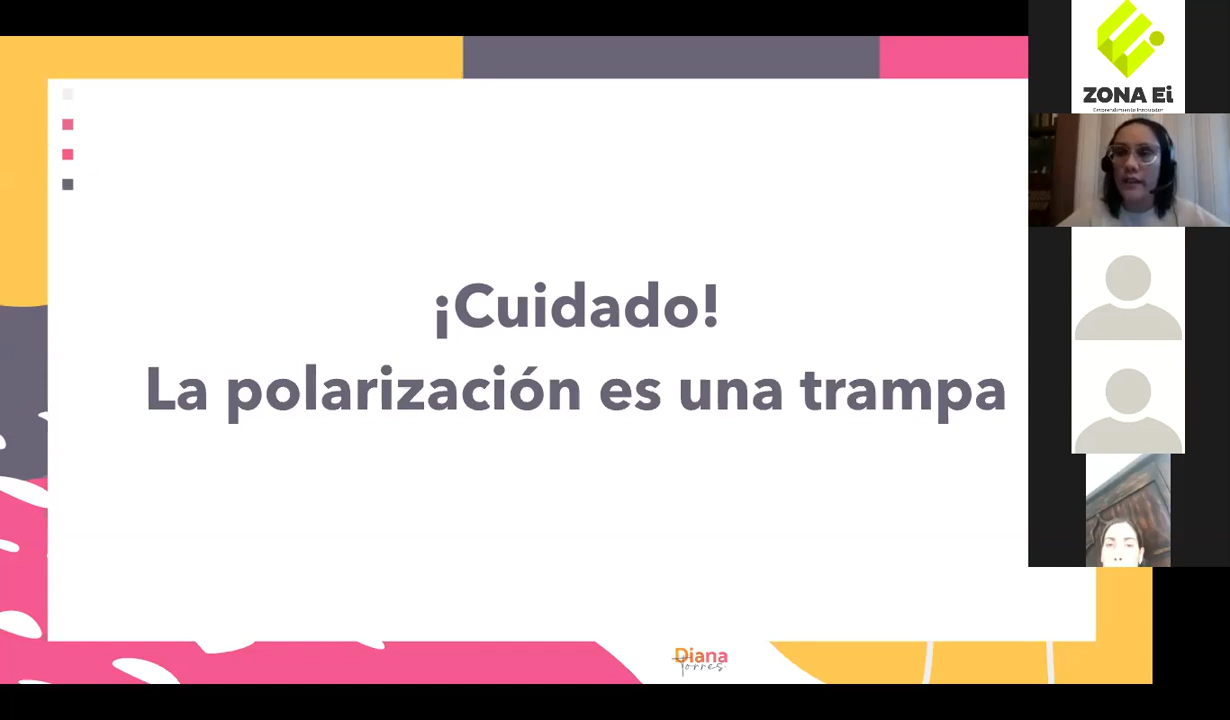 ZONA Ei
¡Cuidado!
La polarización es una trampa
Diana
Torres